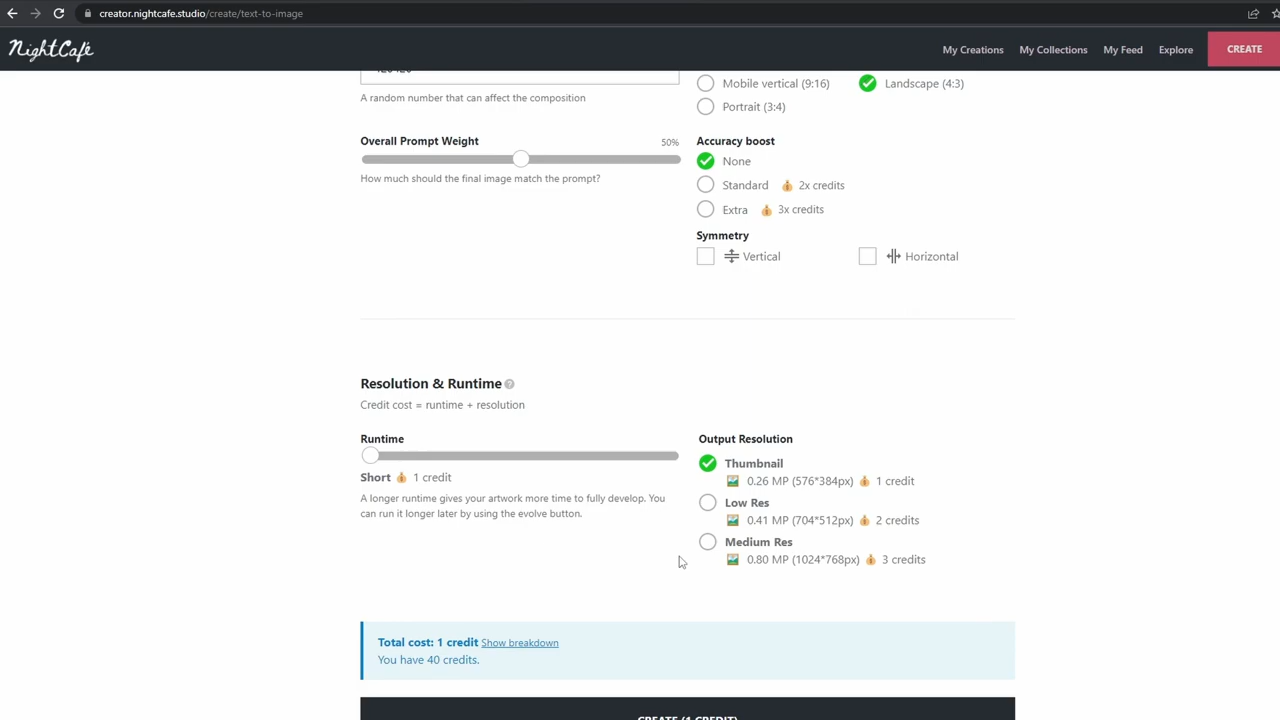 creator.nightcafe.studio/create/text-to-image
NightCafé
My Creations My Collections My Feed Explore CREATE
A random number that can affect the composition
Mobile vertical (9:16) Landscape (4:3)
Portrait (3:4)
Overall Prompt Weight 50%
How much should the final image match the prompt?
Accuracy boost
None
Standard 2x credits
Extra 3x credits
Symmetry
Vertical Horizontal
Resolution & Runtime ?
Credit cost = runtime + resolution
Runtime
Short 1 credit
A longer runtime gives your artwork more time to fully develop. You
can run it longer later by using the evolve button.
Output Resolution
Thumbnail
0.26 MP (576*384px) 1 credit
Low Res
0.41 MP (704*512px) 2 credits
Medium Res
0.80 MP (1024*768px) 3 credits
Total cost: 1 credit Show breakdown
You have 40 credits.
CREATE (1 CREDIT)